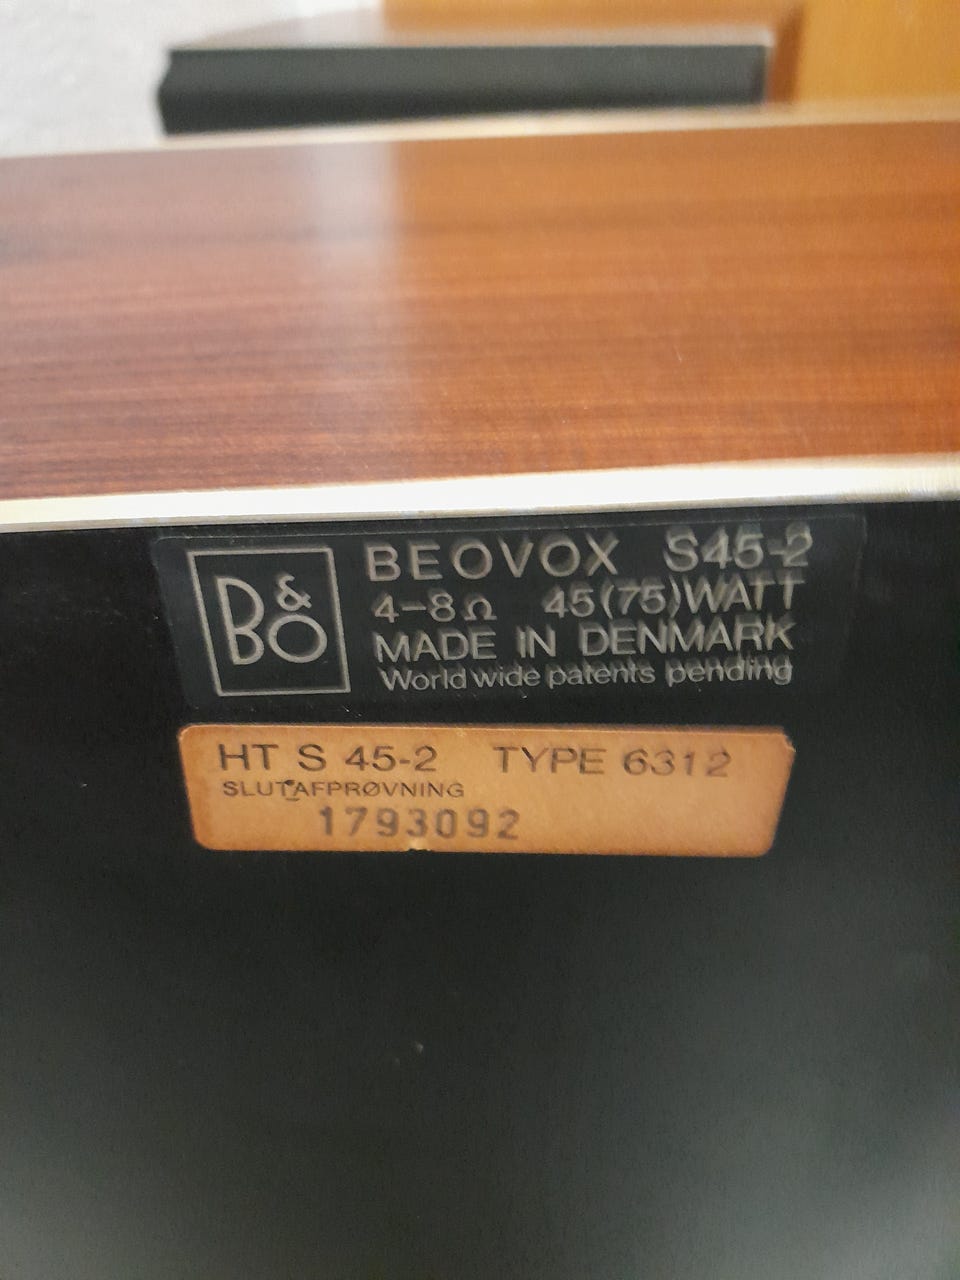 B&O
BEOVOX S45-2
4-8Ω 45(75)WATT
MADE IN DENMARK
World wide patents pending
HT S 45-2 TYPE 6312
SLUTAFPRØVNING
1793092